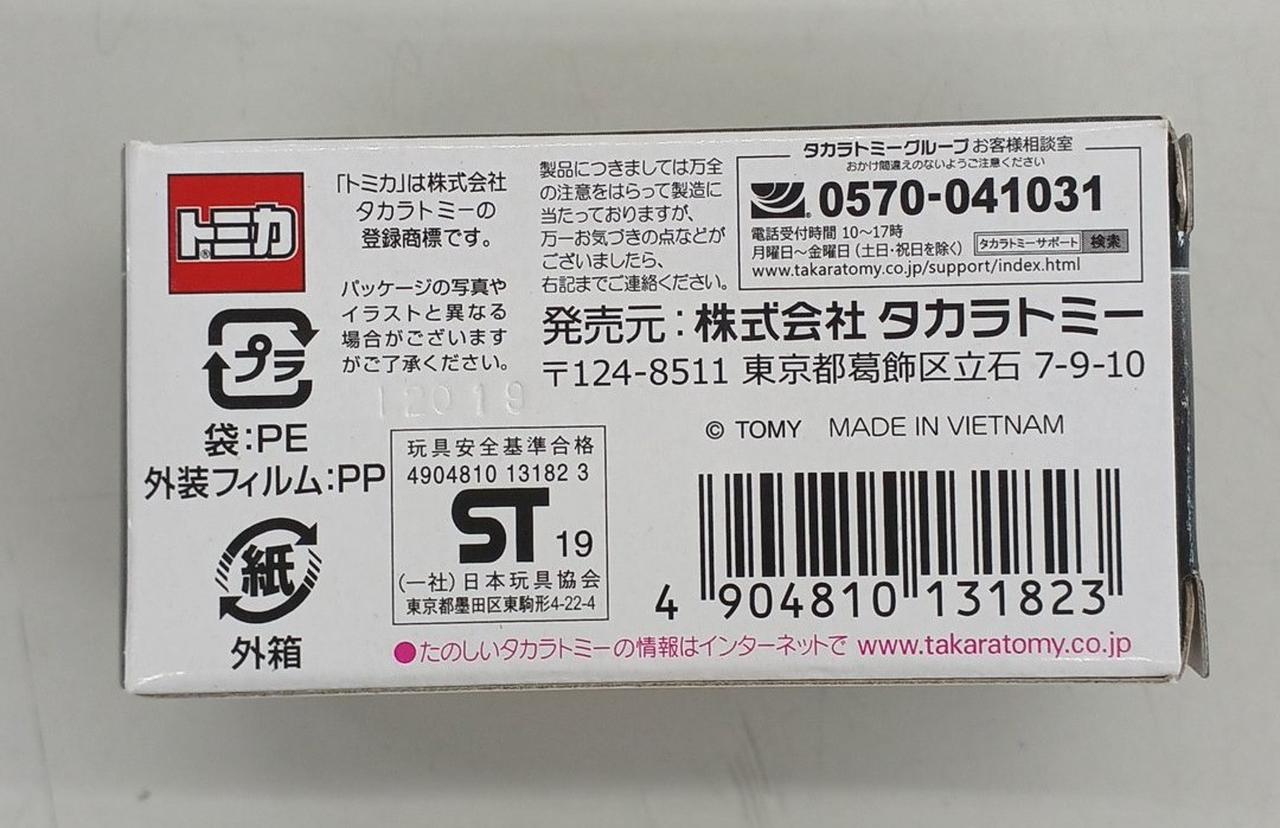 トミカ®
「トミカ」は株式会社
タカラトミーの
登録商標です。
パッケージの写真や
イラストと異なる
場合がございます
がご了承ください。
12019
製品につきましては万全
の注意をはらって製造に
当たっておりますが、
万一お気づきの点などが
ございましたら、
右記までご連絡ください。
タカラトミーグループ お客様相談室
おかけ間違えのないようご注意ください
0570-041031
電話受付時間 10〜17時
月曜日〜金曜日 (土日・祝日を除く)
タカラトミーサポート 検索
www.takaratomy.co.jp/support/index.html
発売元:株式会社 タカラトミー
〒124-8511 東京都葛飾区立石 7-9-10
© TOMY MADE IN VIETNAM
プラ
袋:PE
外装フィルム:PP
紙
外箱
玩具安全基準合格
4904810 13182 3
ST 19
(一社)日本玩具協会
東京都墨田区東駒形4-22-4
4 904810 131823
●たのしいタカラトミーの情報はインターネットで www.takaratomy.co.jp